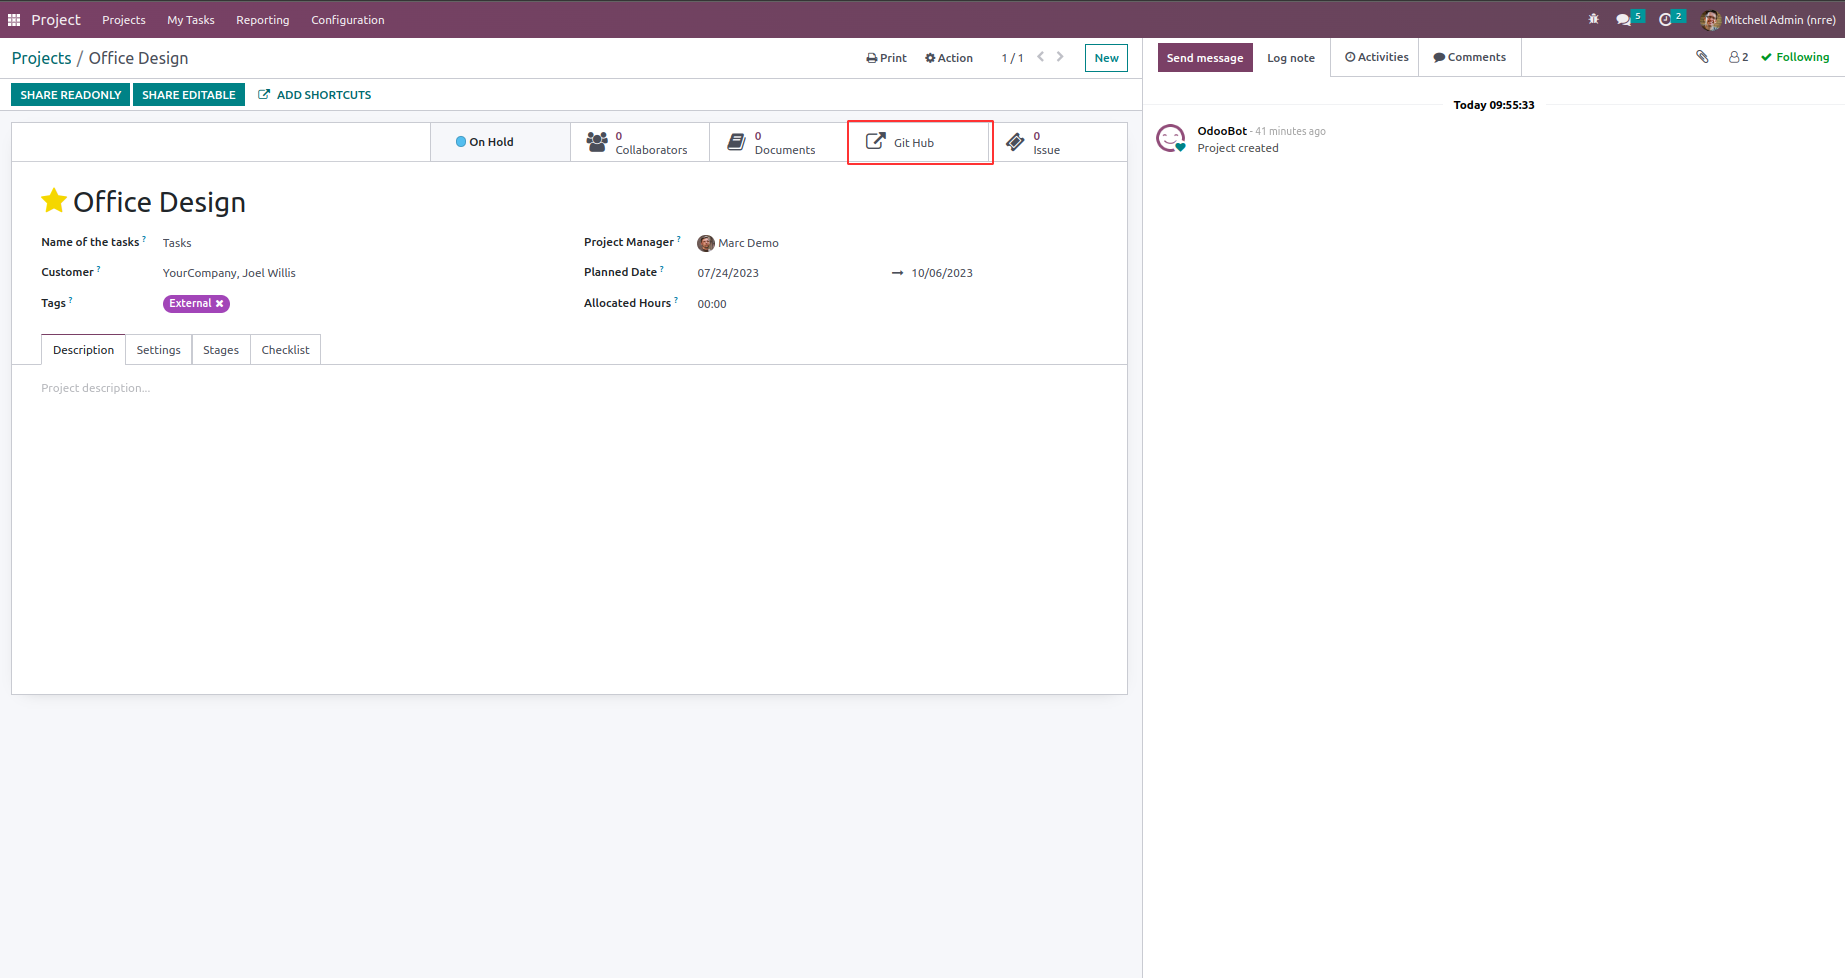 Project Projects My Tasks Reporting Configuration 5 2 Mitchell Admin (nrre)
Projects / Office Design Print Action 1 / 1 New
SHARE READONLY SHARE EDITABLE ADD SHORTCUTS
On Hold
0
Collaborators
0
Documents
Git Hub
0
Issue
Office Design
Name of the tasks ? Tasks
Customer ? YourCompany, Joel Willis
Tags ? External
Project Manager ? Marc Demo
Planned Date ? 07/24/2023 → 10/06/2023
Allocated Hours ? 00:00
Description Settings Stages Checklist
Project description...
Send message Log note Activities Comments 2 Following
Today 09:55:33
OdooBot - 41 minutes ago
Project created